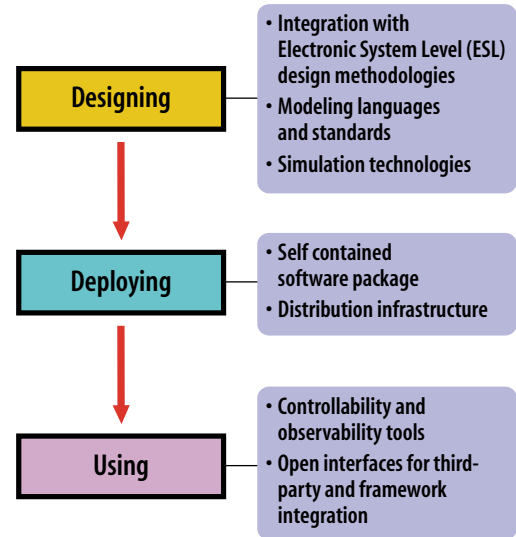 Designing
• Integration with
Electronic System Level (ESL)
design methodologies
• Modeling languages
and standards
• Simulation technologies
Deploying
• Self contained
software package
• Distribution infrastructure
Using
• Controllability and
observability tools
• Open interfaces for third-
party and framework
integration